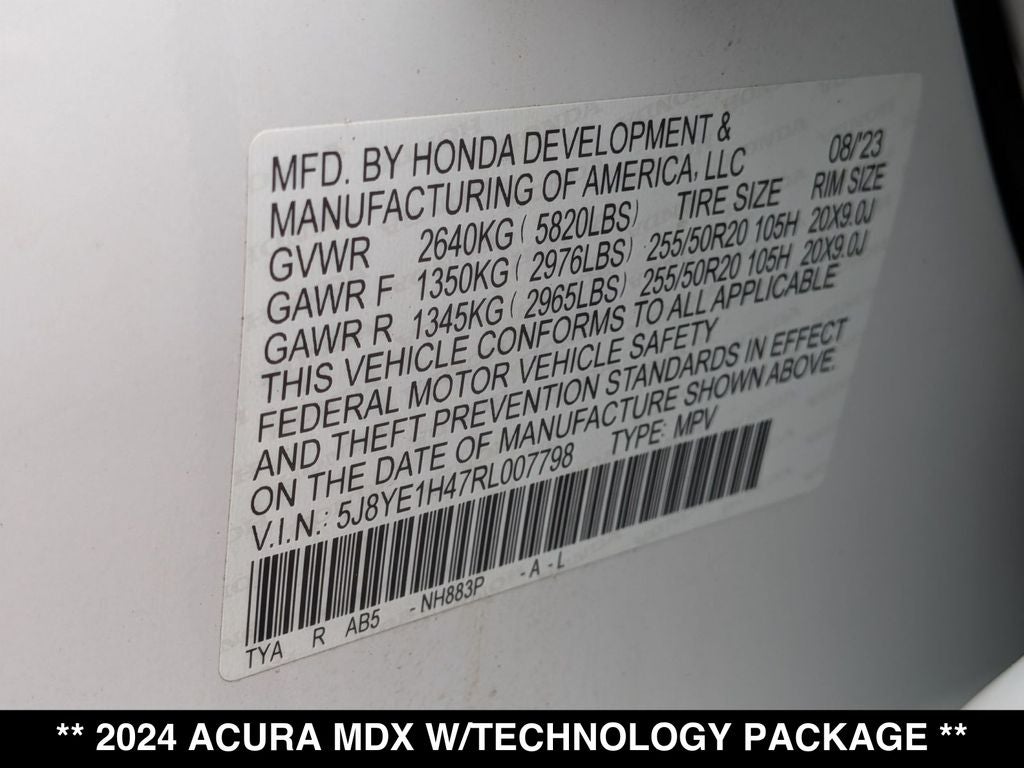 MFD. BY HONDA DEVELOPMENT & 08/'23
MANUFACTURING OF AMERICA, LLC
GVWR 2640KG ( 5820LBS) TIRE SIZE RIM SIZE
GAWR F 1350KG ( 2976LBS) 255/50R20 105H 20X9.0J
GAWR R 1345KG ( 2965LBS) 255/50R20 105H 20X9.0J
THIS VEHICLE CONFORMS TO ALL APPLICABLE
FEDERAL MOTOR VEHICLE SAFETY
AND THEFT PREVENTION STANDARDS IN EFFECT
ON THE DATE OF MANUFACTURE SHOWN ABOVE.
V.I.N.: 5J8YE1H47RL007798 TYPE: MPV
TYA R AB5 -NH883P -A-L
** 2024 ACURA MDX W/TECHNOLOGY PACKAGE **